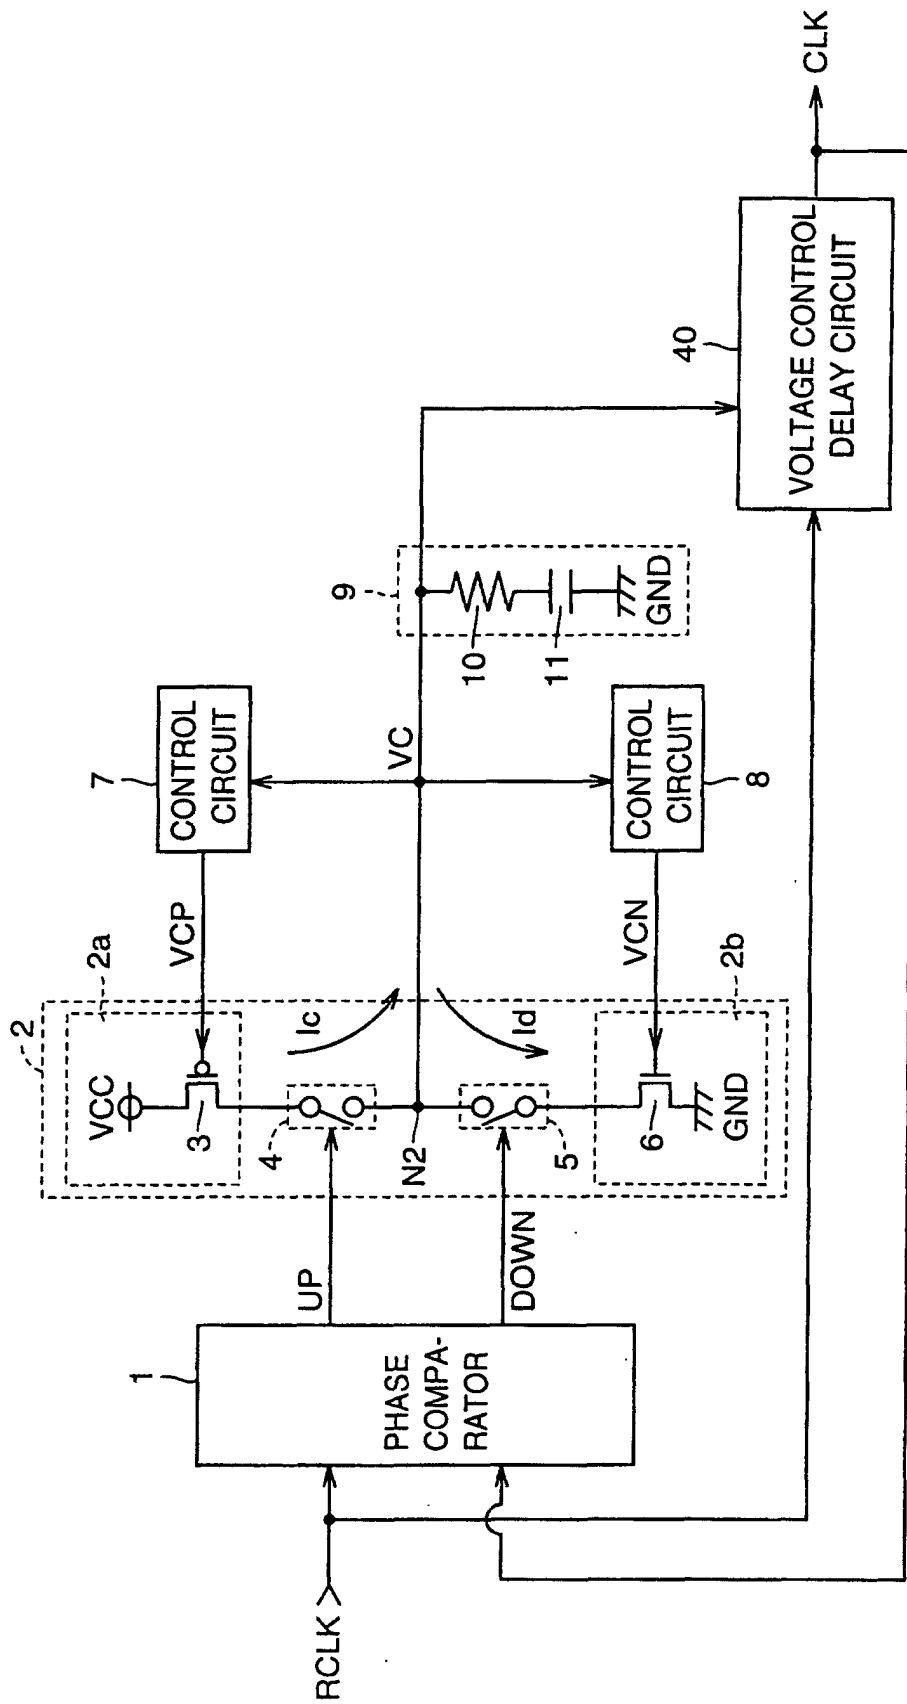 RCLK
1
PHASE
COMPA-
RATOR
UP
DOWN
2
2a
VCC
3
4
Ic
N2
Id
5
6
GND
2b
VCP
VCN
7
CONTROL
CIRCUIT
VC
CONTROL
CIRCUIT
8
9
10
11
GND
40
VOLTAGE CONTROL
DELAY CIRCUIT
CLK